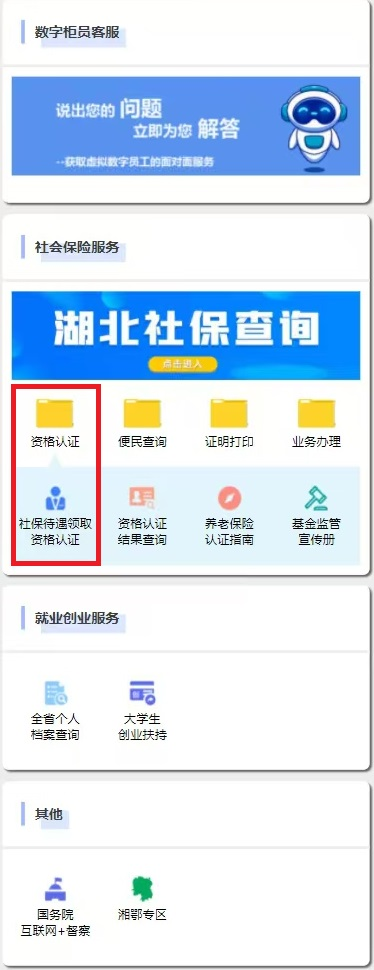 数字柜员客服
说出您的 问题
立即为您 解答
--获取虚拟数字员工的面对面服务
社会保险服务
湖北社保查询
点击进入
资格认证 便民查询 证明打印 业务办理
社保待遇领取 资格认证 养老保险 基金监管
资格认证 结果查询 认证指南 宣传册
就业创业服务
全省个人 大学生
档案查询 创业扶持
其他
国务院 湘鄂专区
互联网+督察